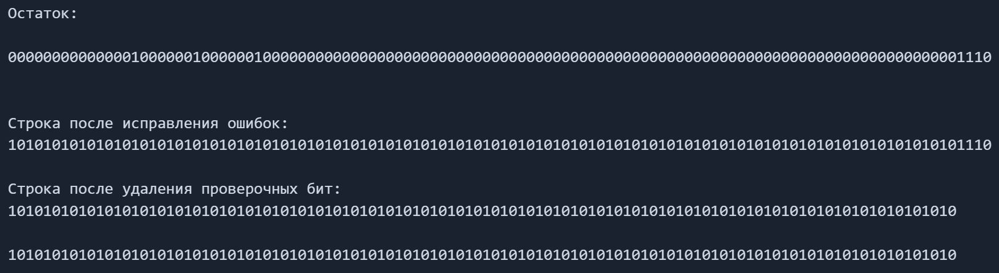 Остаток:
0000000000000010000001000000100000000000000000000000000000000000000000000000000000000000000000000000000000001110
Строка после исправления ошибок:
1010101010101010101010101010101010101010101010101010101010101010101010101010101010101010101010101010101010101110
Строка после удаления проверочных бит:
101010101010101010101010101010101010101010101010101010101010101010101010101010101010101010101010101010101010
101010101010101010101010101010101010101010101010101010101010101010101010101010101010101010101010101010101010